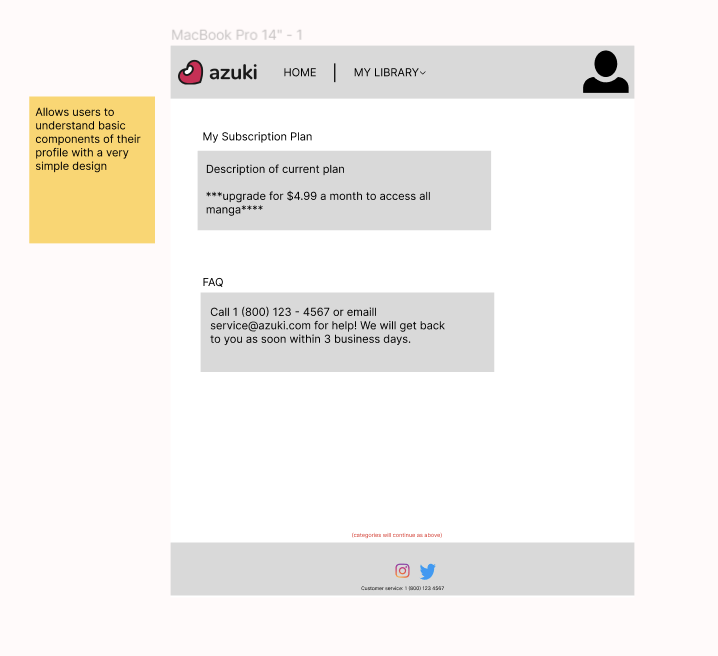 MacBook Pro 14" - 1
azuki
HOME
MY LIBRARY
Allows users to
understand basic
components of their
profile with a very
simple design
My Subscription Plan
Description of current plan
***upgrade for $4.99 a month to access all
manga****
FAQ
Call 1 (800) 123 - 4567 or emaill
service@azuki.com for help! We will get back
to you as soon within 3 business days.
(categories will continue as above)
Customer service: 1 (800) 123 4567